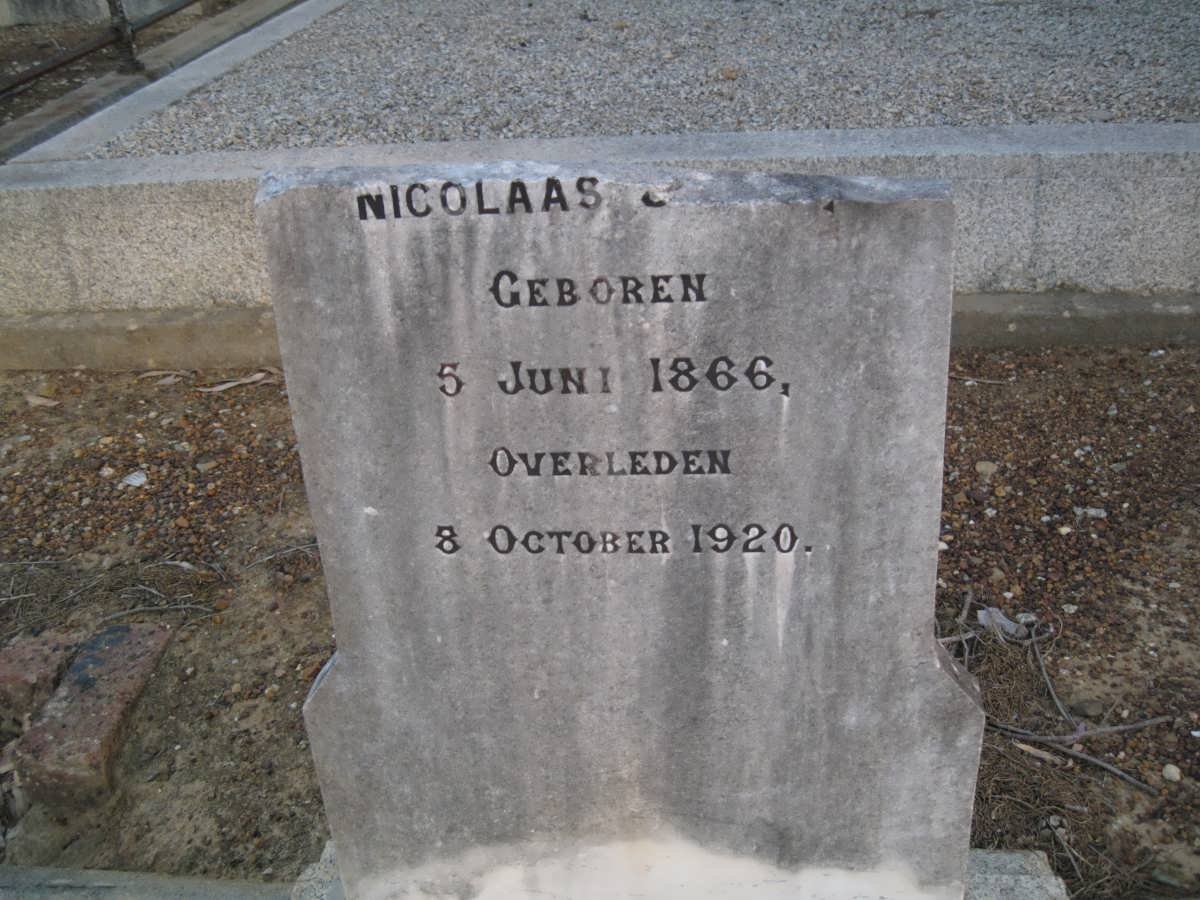 NICOLAAS
GEBOREN
5 JUNI 1866,
OVERLEDEN
8 OCTOBER 1920.